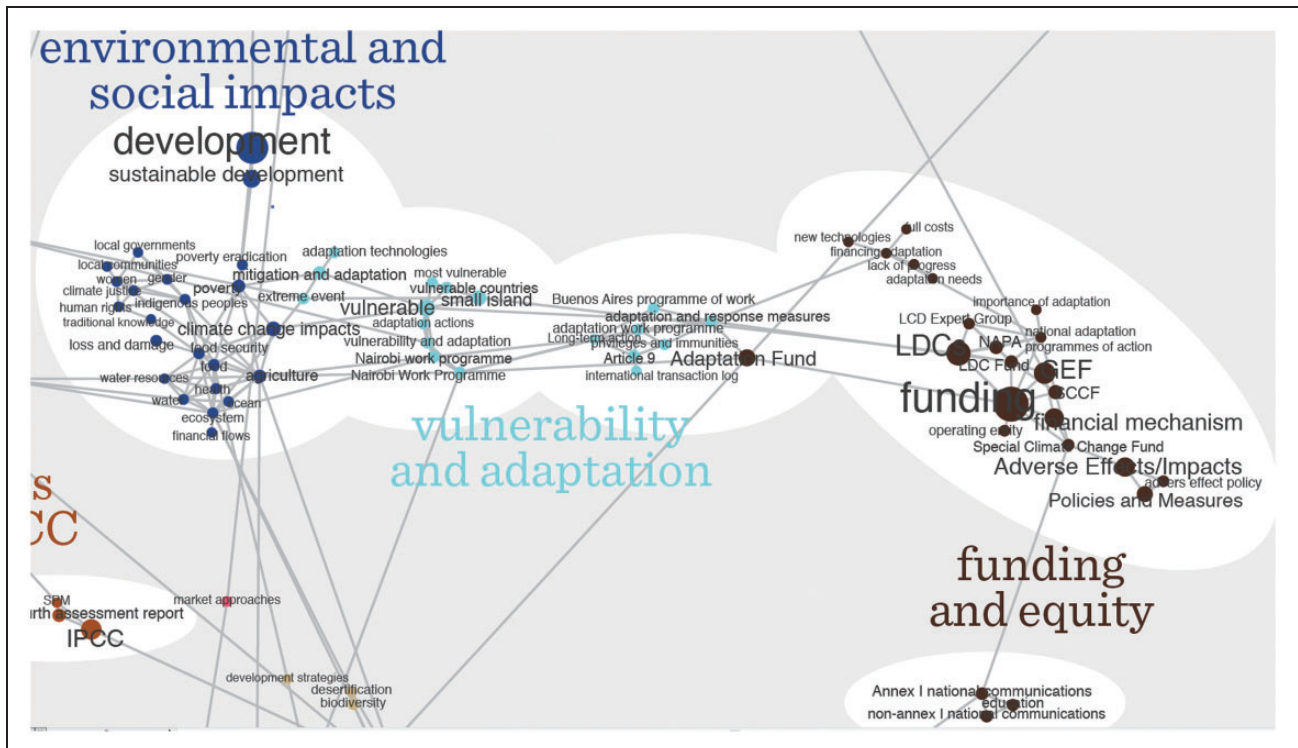 environmental and
social impacts
development
sustainable development
local governments
poverty eradication
adaptation technologies
local communities
mitigation and adaptation
women
gender
poverty
most vulnerable
climate justice
vulnerable countries
human rights
indigenous peoples
extreme event
vulnerable
small island
traditional knowledge
climate change impacts
adaptation actions
loss and damage
food security
vulnerability and adaptation
food
Nairobi work programme
water resources
agriculture
Nairobi Work Programme
health
water
ocean
ecosystem
financial flows
Buenos Aires programme of work
adaptation and response measures
adaptation work programme
Long-term action
privileges and immunities
Article 9
Adaptation Fund
international transaction log
vulnerability
and adaptation
full costs
new technologies
financing adaptation
lack of progress
adaptation needs
importance of adaptation
LCD Expert Group
national adaptation
programmes of action
LDCs
NAPA
LDC Fund
GEF
funding
SCCF
financial mechanism
operating entity
Special Climate Change Fund
Adverse Effects/Impacts
advers effect policy
Policies and Measures
funding
and equity
s
CC
SPM
urth assessment report
IPCC
market approaches
development strategies
desertification
biodiversity
Annex I national communications
education
non-annex I national communications